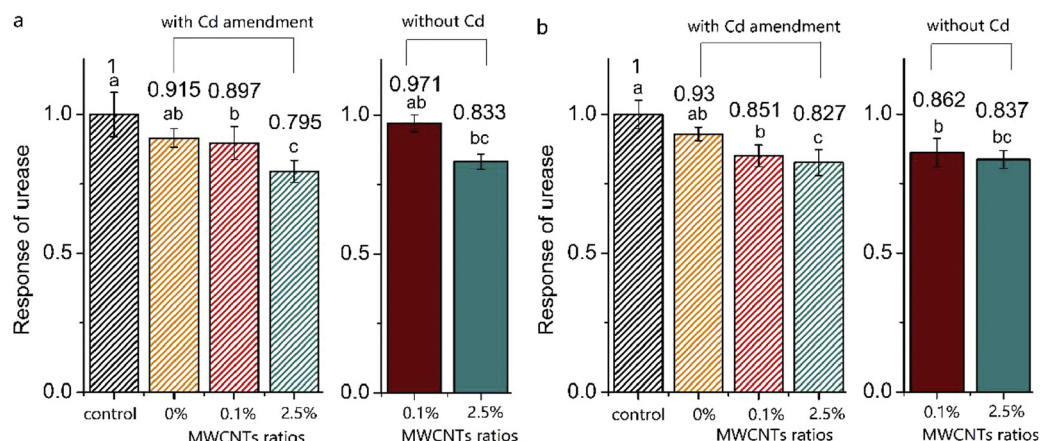 a
with Cd amendment
without Cd
1
a
0.915
ab
0.897
b
0.795
c
0.971
ab
0.833
bc
Response of urease
1.0
0.5
0.0
1.0
0.5
0.0
control
0%
0.1%
2.5%
0.1%
2.5%
MWCNTs ratios
MWCNTs ratios
b
with Cd amendment
without Cd
1
a
0.93
ab
0.851
b
0.827
c
0.862
b
0.837
bc
Response of urease
1.0
0.5
0.0
1.0
0.5
0.0
control
0%
0.1%
2.5%
0.1%
2.5%
MWCNTs ratios
MWCNTs ratios